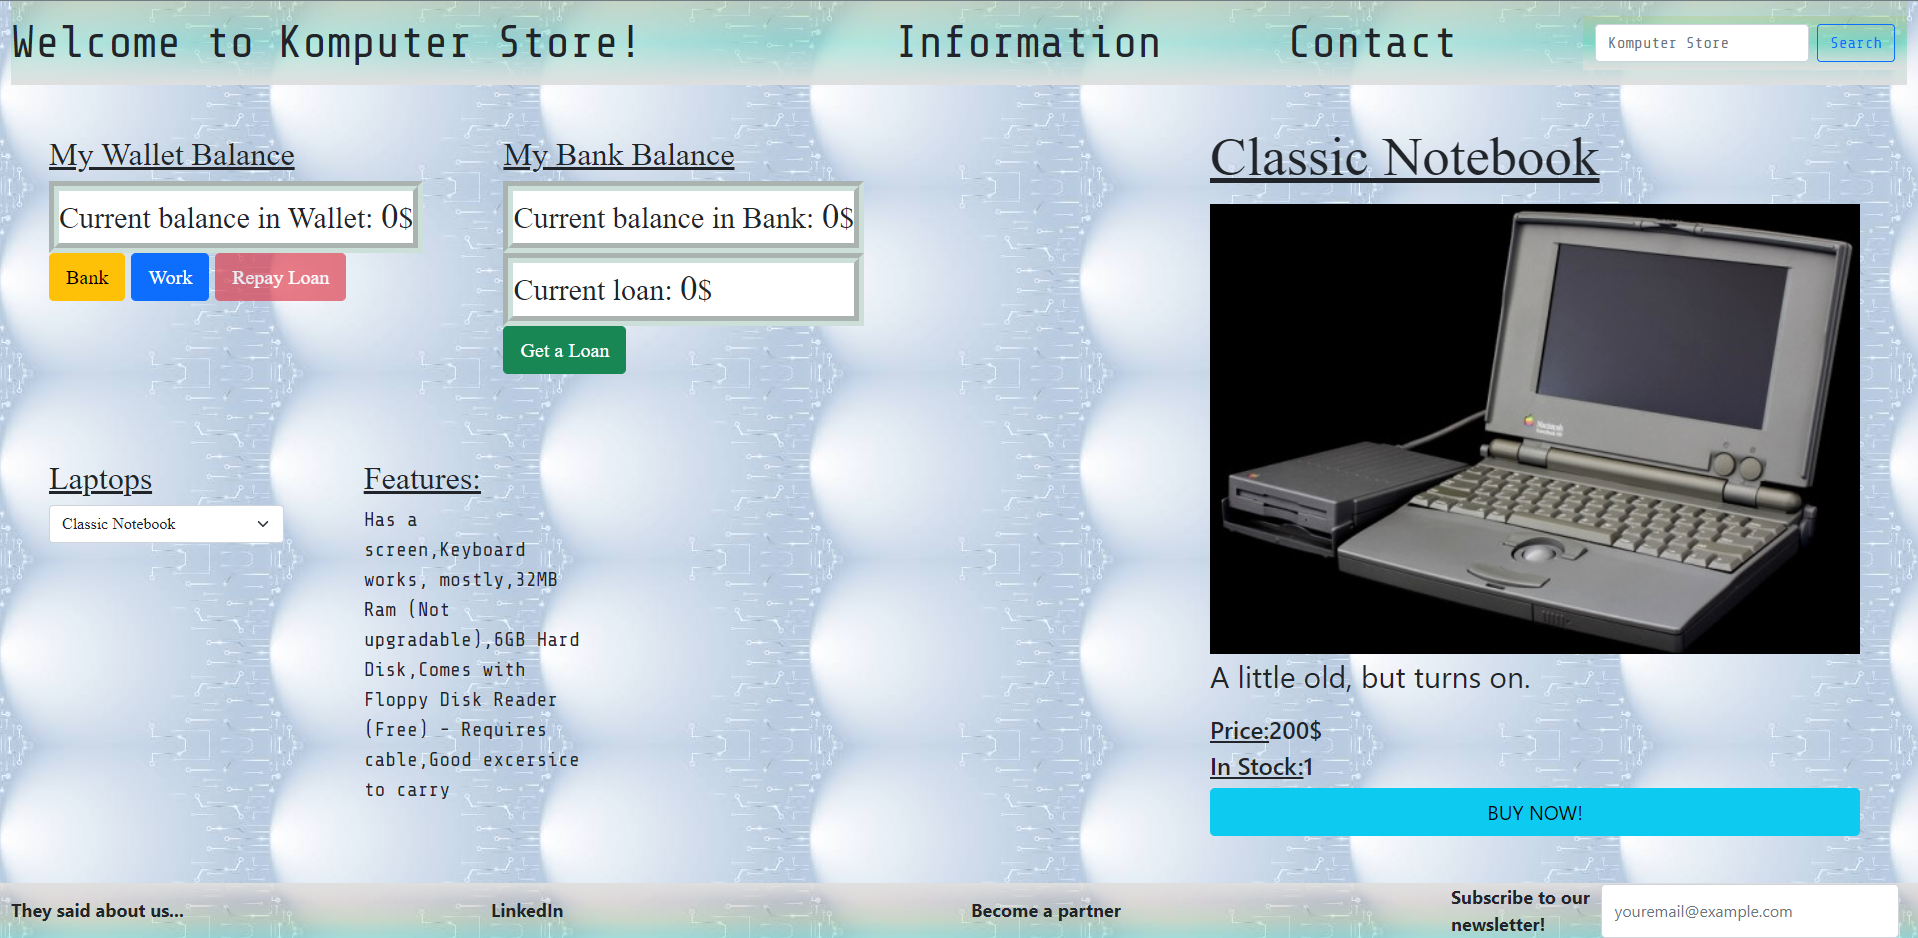 Welcome to Komputer Store!
Information
Contact
Komputer Store
Search
My Wallet Balance
Current balance in Wallet: 0$
Bank
Work
Repay Loan
My Bank Balance
Current balance in Bank: 0$
Current loan: 0$
Get a Loan
Laptops
Classic Notebook
Features:
Has a
screen,Keyboard
works, mostly,32MB
Ram (Not
upgradable),6GB Hard
Disk,Comes with
Floppy Disk Reader
(Free) - Requires
cable,Good excersice
to carry
Classic Notebook
Macintosh
A little old, but turns on.
Price:200$
In Stock:1
BUY NOW!
They said about us...
LinkedIn
Become a partner
Subscribe to our
newsletter!
youremail@example.com